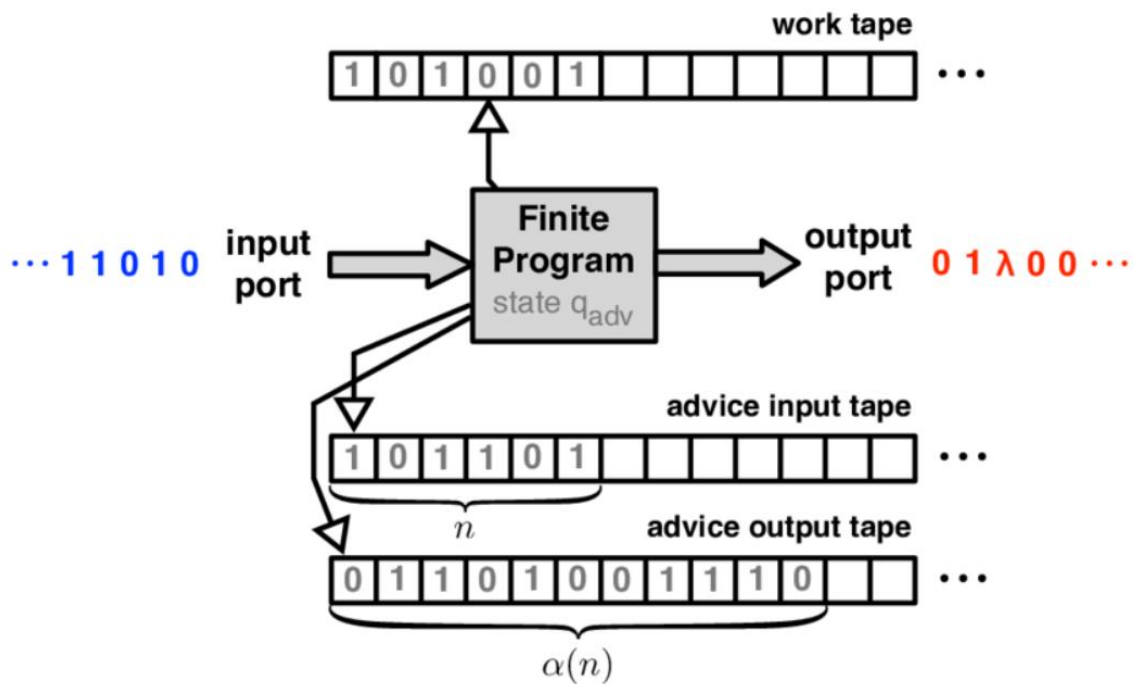 work tape
1 0 1 0 0 1 ...
Finite
Program
state q_adv
... 1 1 0 1 0
input
port
output
port
0 1 λ 0 0 ...
advice input tape
1 0 1 1 0 1 ...
n
advice output tape
0 1 1 0 1 0 0 1 1 1 0 ...
α(n)